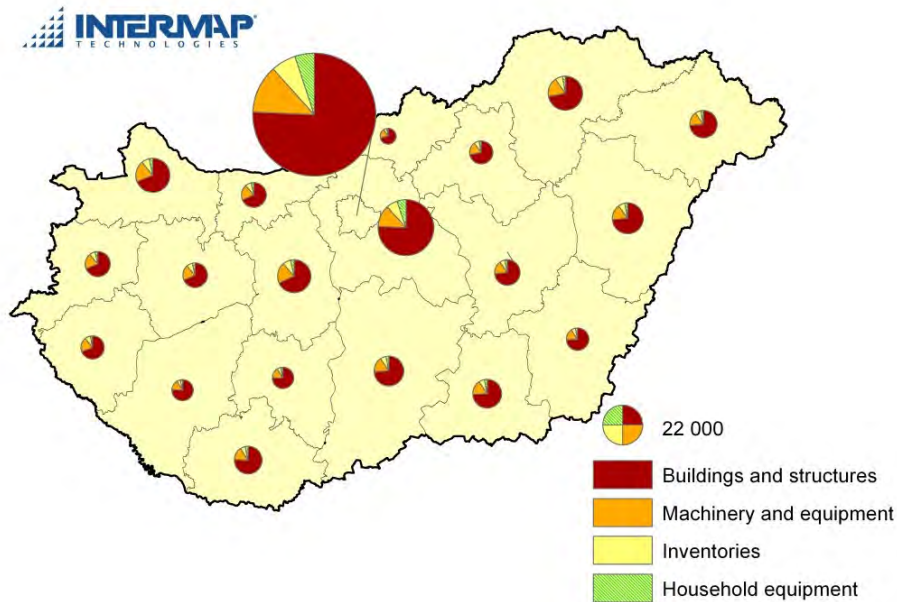 INTERMAP
TECHNOLOGIES
22 000
Buildings and structures
Machinery and equipment
Inventories
Household equipment